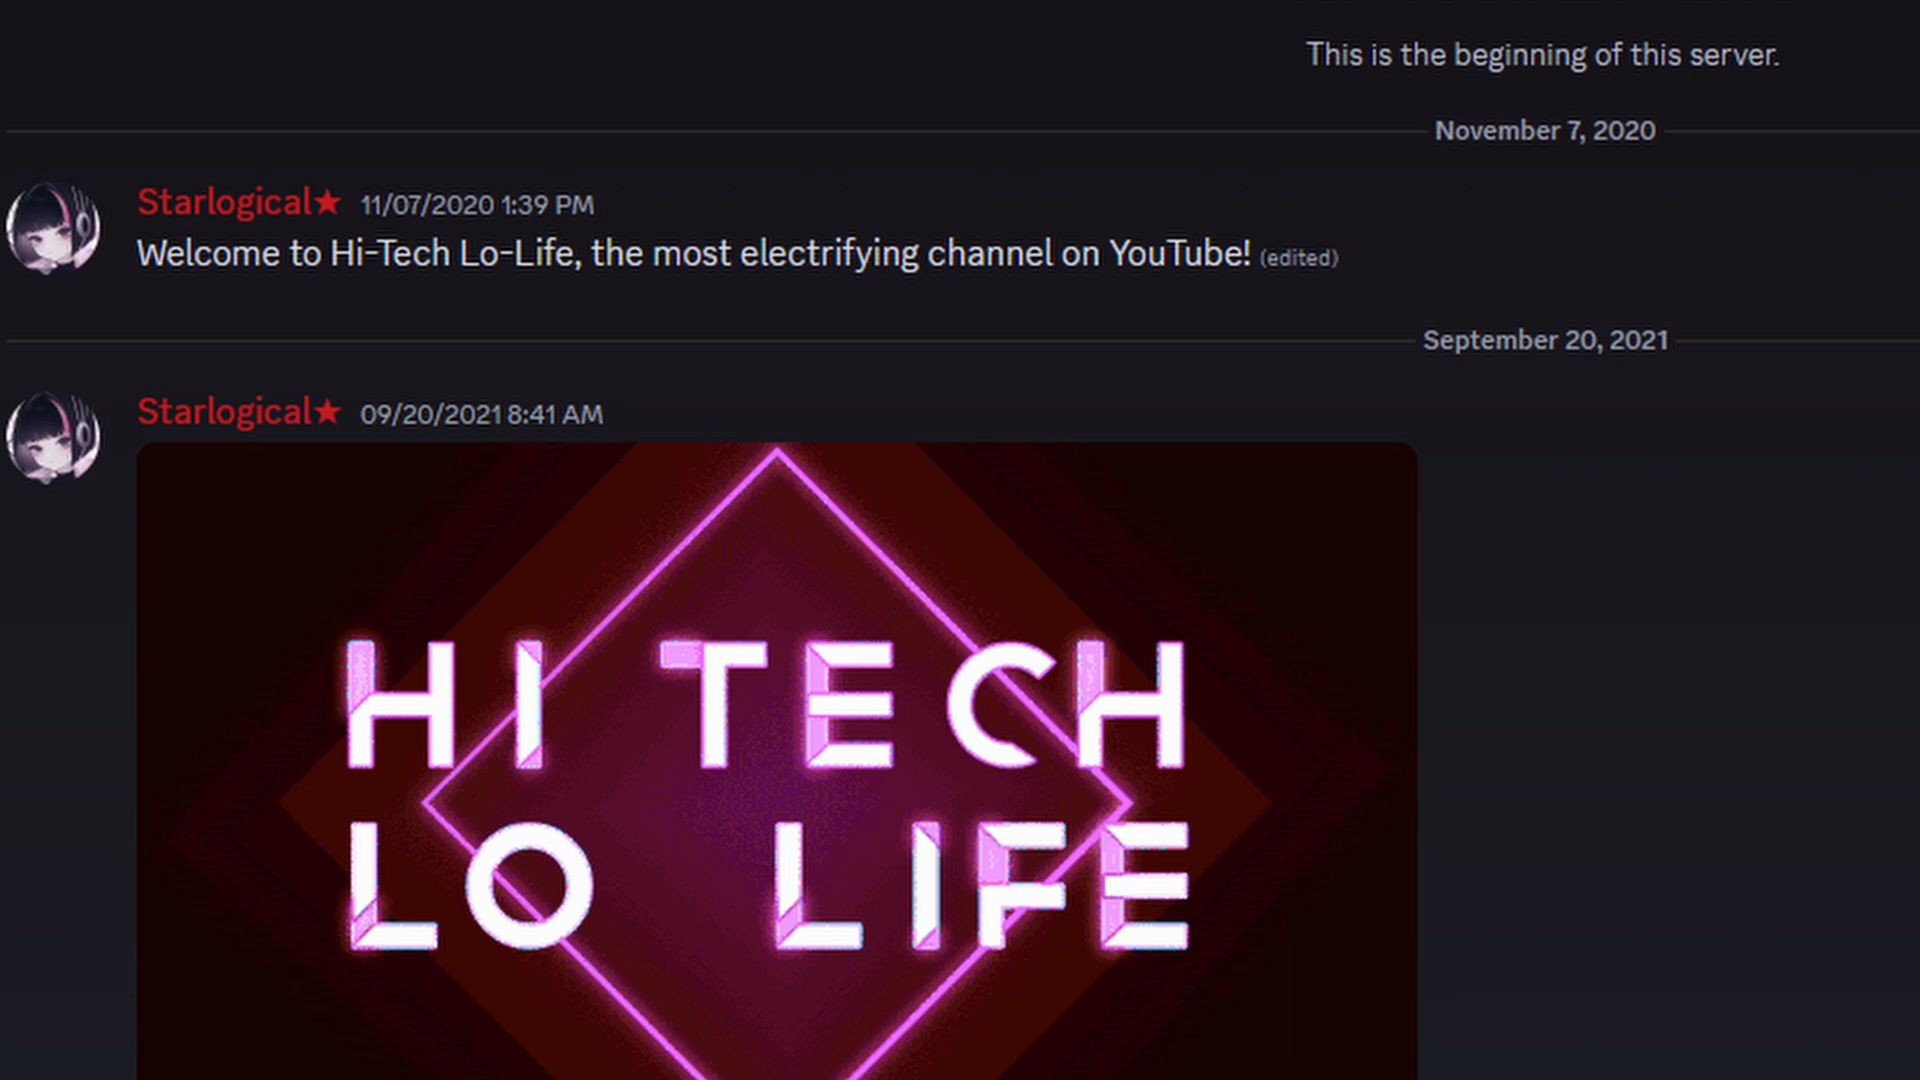 This is the beginning of this server.
November 7, 2020
Starlogical★ 11/07/2020 1:39 PM
Welcome to Hi-Tech Lo-Life, the most electrifying channel on YouTube! (edited)
September 20, 2021
Starlogical★ 09/20/2021 8:41 AM
HI TECH
LO LIFE